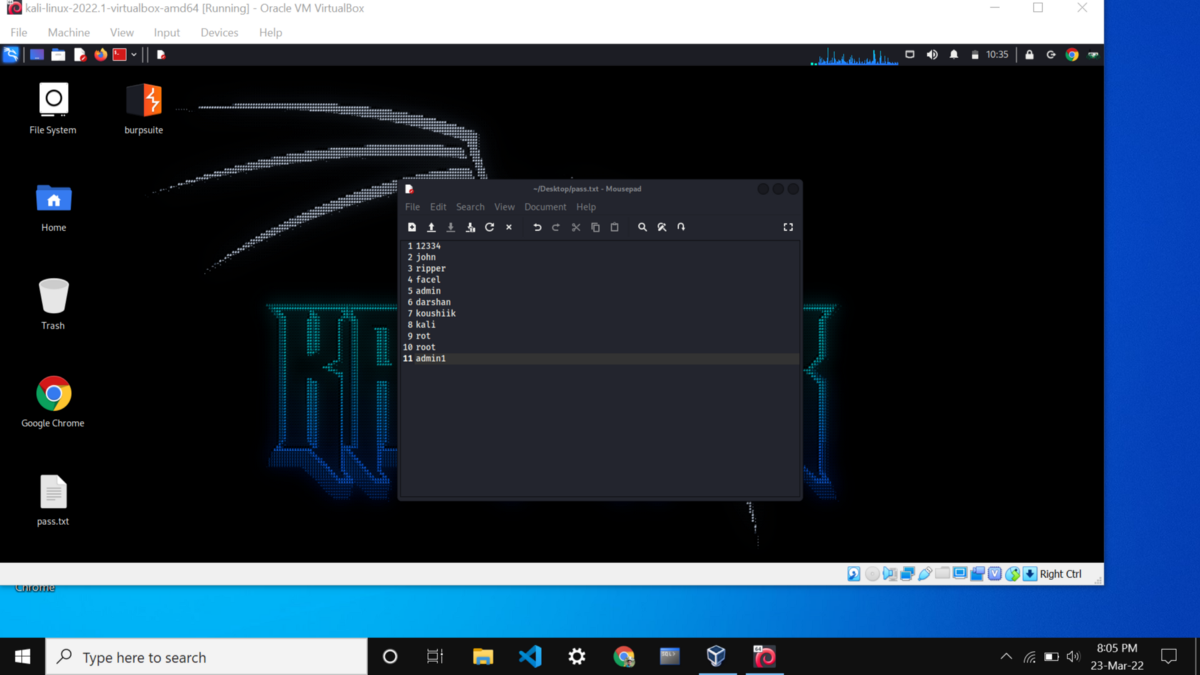 kali-linux-2022.1-virtualbox-amd64 [Running] - Oracle VM VirtualBox
File Machine View Input Devices Help
10:35
File System
burpsuite
Home
Trash
Google Chrome
pass.txt
~/Desktop/pass.txt - Mousepad
File Edit Search View Document Help
1 12334
2 john
3 ripper
4 facel
5 admin
6 darshan
7 koushiik
8 kali
9 rot
10 root
11 admin1
Right Ctrl
Chrome
Type here to search
8:05 PM
23-Mar-22